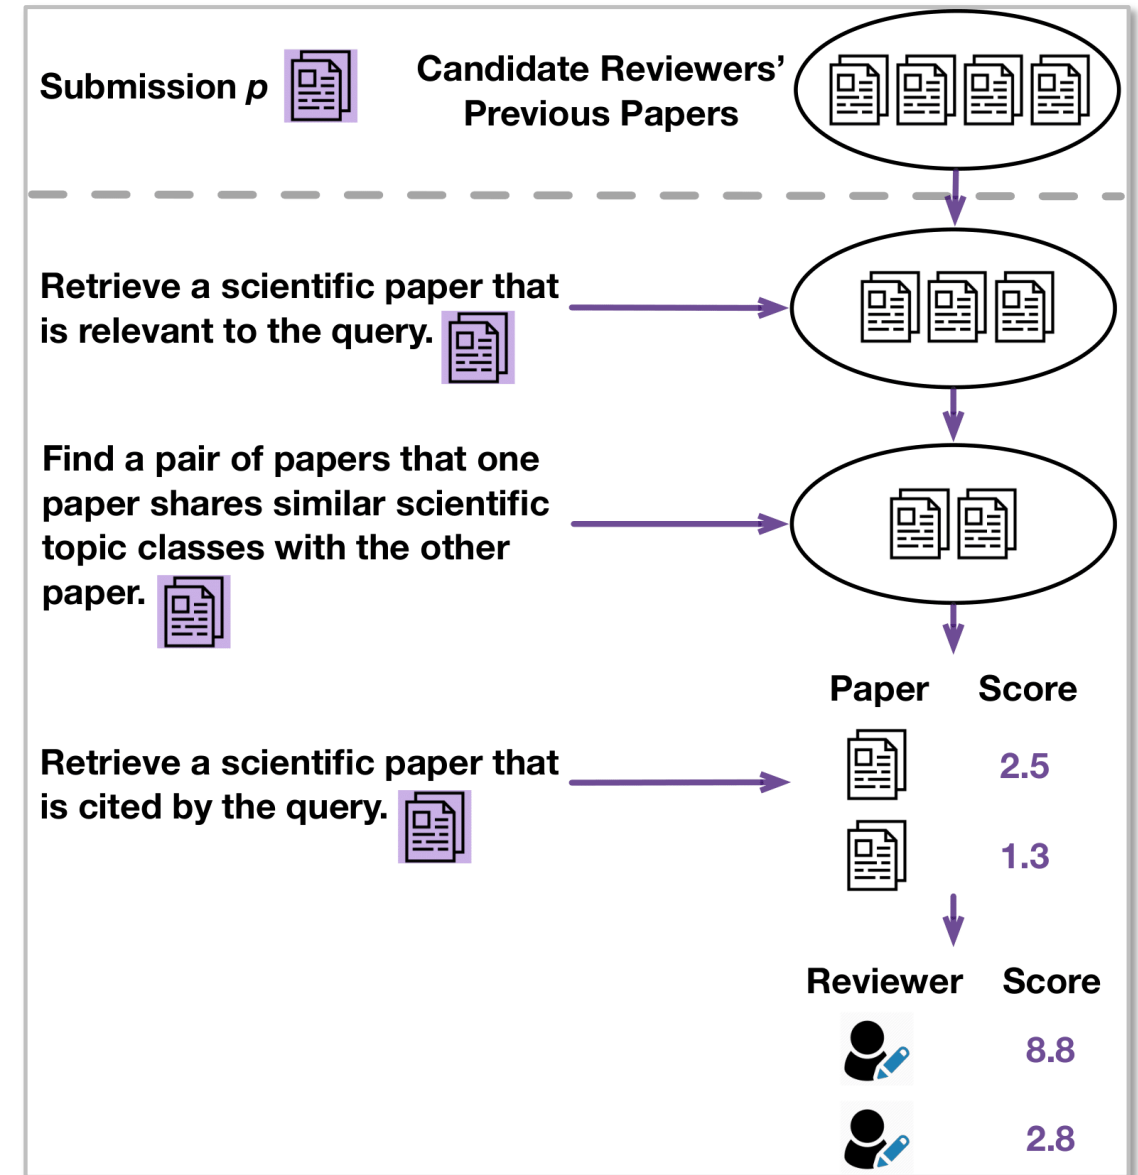 Submission p
Candidate Reviewers’
Previous Papers
Retrieve a scientific paper that
is relevant to the query.
Find a pair of papers that one
paper shares similar scientific
topic classes with the other
paper.
Paper Score
2.5
Retrieve a scientific paper that
is cited by the query.
1.3
Reviewer Score
8.8
2.8